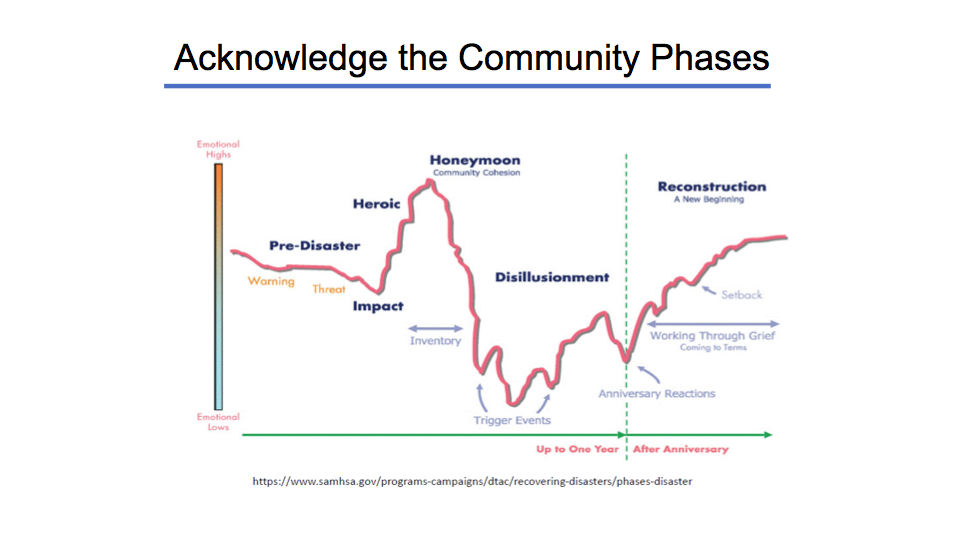 Acknowledge the Community Phases
Emotional
Highs
Honeymoon
Community Cohesion
Reconstruction
A New Beginning
Heroic
Pre-Disaster
Warning
Threat
Disillusionment
Impact
Setback
Inventory
Working Through Grief
Coming to Terms
Anniversary Reactions
Trigger Events
Emotional
Lows
Up to One Year
After Anniversary
https://www.samhsa.gov/programs-campaigns/dtac/recovering-disasters/phases-disaster